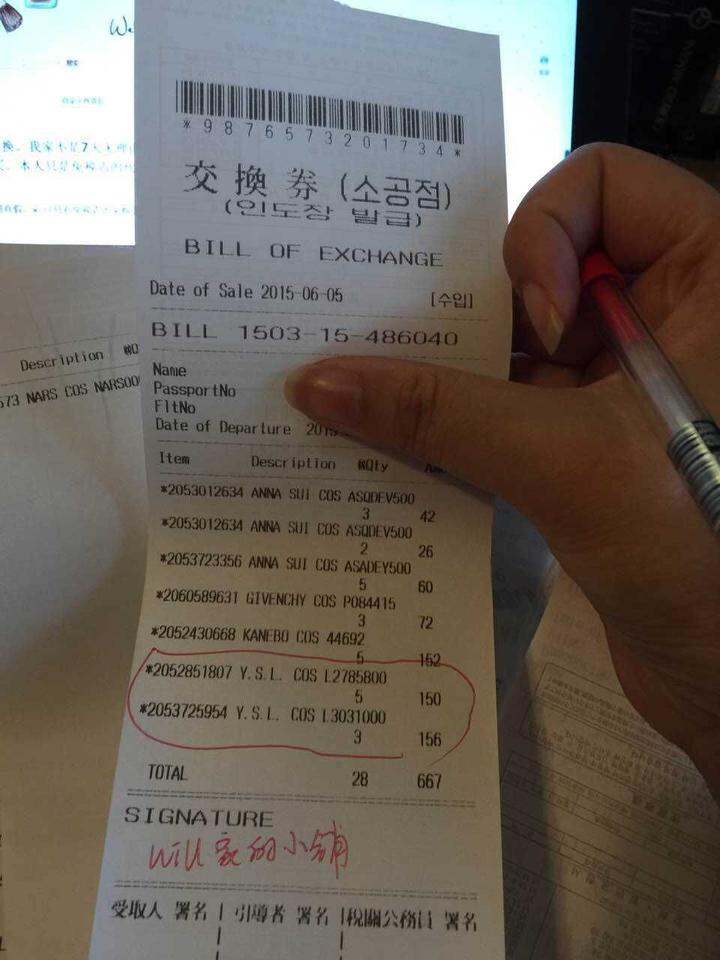 *987657320 1734*
交換券 (소공점)
(인도장 발급)
BILL OF EXCHANGE
Date of Sale 2015-06-05 [수입]
BILL 1503-15-486040
Name
PassportNo
FltNo
Date of Departure
Item Description Qty
*2053012634 ANNA SUI COS ASQDEV500
3 42
*2053012634 ANNA SUI COS ASQDEV500
2 26
*2053723356 ANNA SUI COS ASADEY500
5 60
*2060589631 GIVENCHY COS P084415
3 72
*2052430668 KANEBO COS 44692
5 152
*2052851807 Y.S.L. COS L2785800
5 150
*2053725954 Y.S.L. COS L3031000
3 156
TOTAL 28 667
SIGNATURE
Will家的小舖
受取人 署名 | 引導者 署名 | 稅關公務員 署名
Description
573 NARS COS